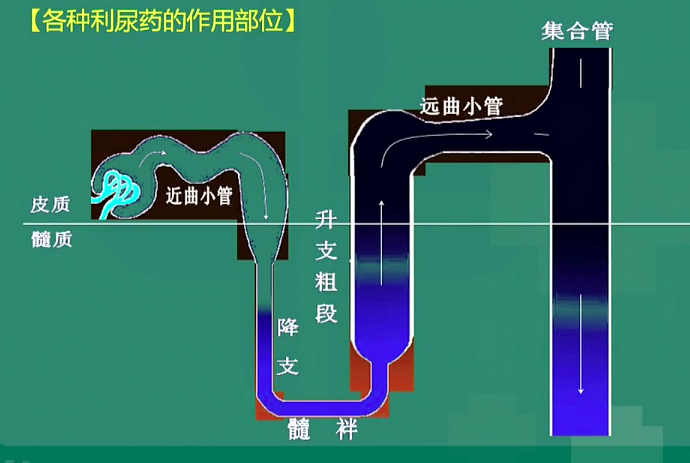 【各种利尿药的作用部位】
集合管
远曲小管
近曲小管
皮质
髓质
升支粗段
降支
髓袢